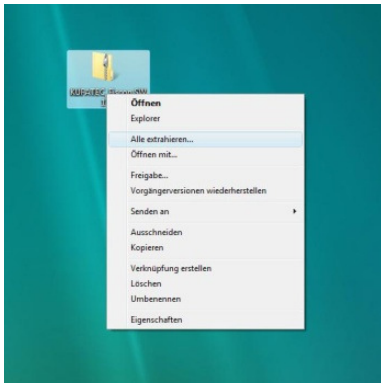 Öffnen
Explorer
Alle extrahieren...
Öffnen mit...
Freigabe...
Vorgängerversionen wiederherstellen
Senden an
Ausschneiden
Kopieren
Verknüpfung erstellen
Löschen
Umbenennen
Eigenschaften